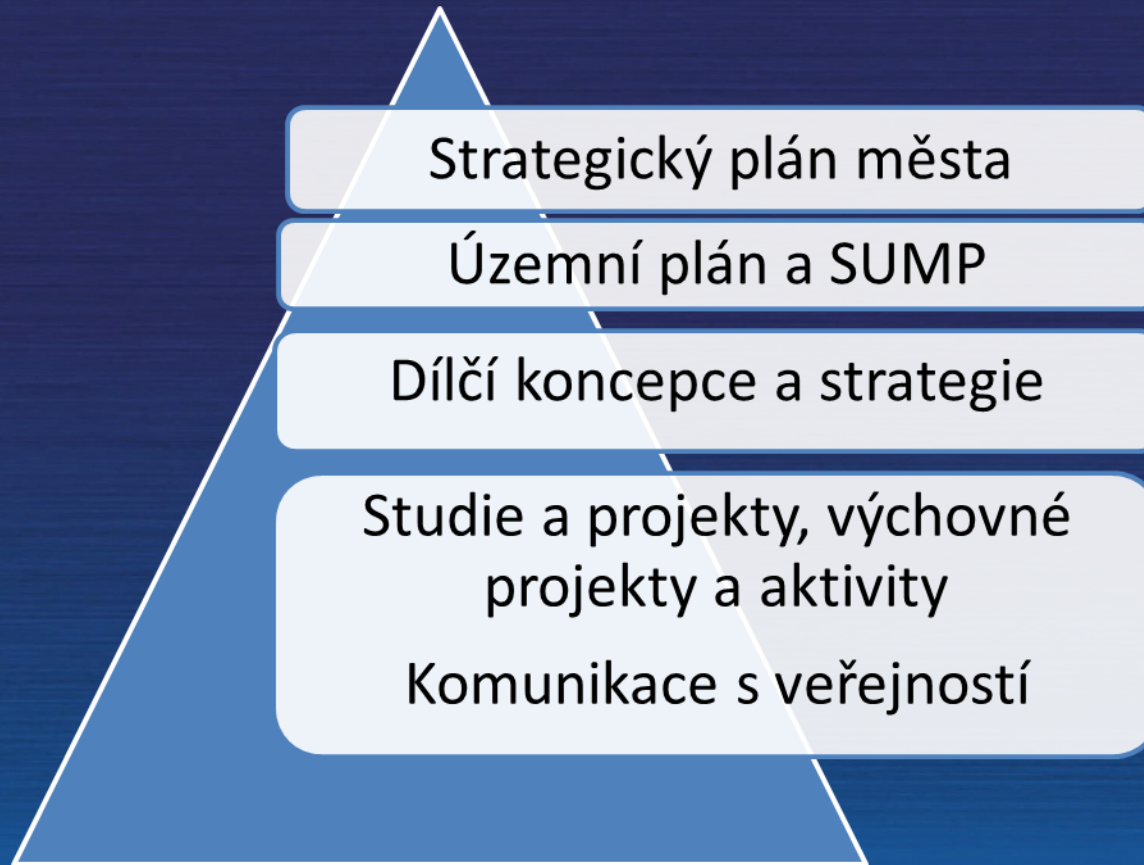 Strategický plán města
Územní plán a SUMP
Dílčí koncepce a strategie
Studie a projekty, výchovné
projekty a aktivity
Komunikace s veřejností